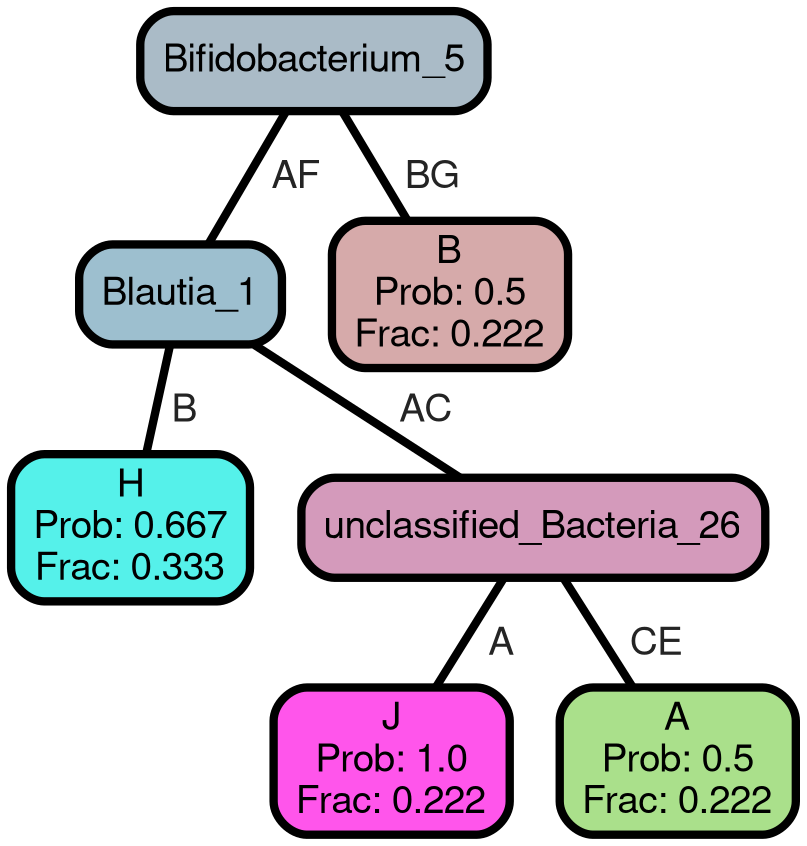 Bifidobacterium_5
AF
BG
Blautia_1
B
Prob: 0.5
Frac: 0.222
B
AC
H
Prob: 0.667
Frac: 0.333
unclassified_Bacteria_26
A
CE
J
Prob: 1.0
Frac: 0.222
A
Prob: 0.5
Frac: 0.222